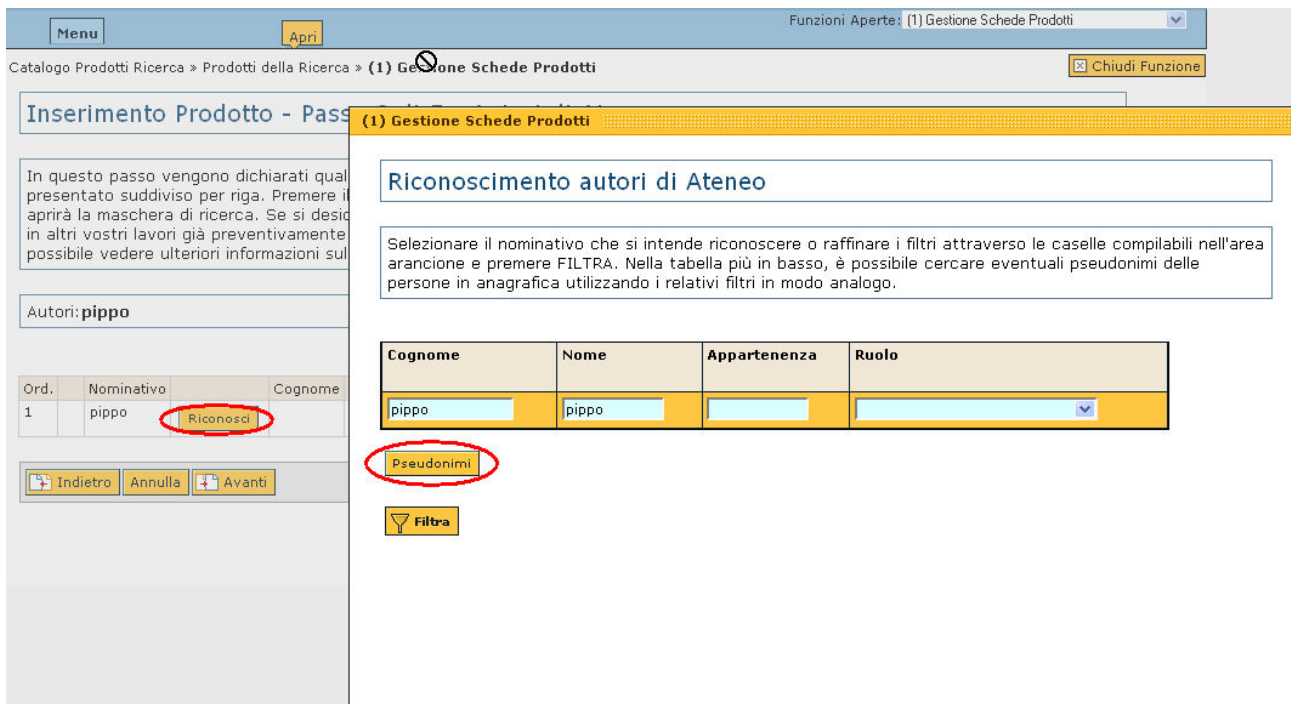 Menu
Apri
Funzioni Aperte: (1) Gestione Schede Prodotti
Catalogo Prodotti Ricerca » Prodotti della Ricerca » (1) Gestione Schede Prodotti
Chiudi Funzione
Inserimento Prodotto - Pass
In questo passo vengono dichiarati qual
presentato suddiviso per riga. Premere il
aprirà la maschera di ricerca. Se si desid
in altri vostri lavori già preventivamente
possibile vedere ulteriori informazioni sul
Autori: pippo
Ord. Nominativo Cognome
1 pippo Riconosci
Indietro Annulla Avanti
(1) Gestione Schede Prodotti
Riconoscimento autori di Ateneo
Selezionare il nominativo che si intende riconoscere o raffinare i filtri attraverso le caselle compilabili nell'area
arancione e premere FILTRA. Nella tabella più in basso, è possibile cercare eventuali pseudonimi delle
persone in anagrafica utilizzando i relativi filtri in modo analogo.
Cognome Nome Appartenenza Ruolo
pippo pippo
Pseudonimi
Filtra